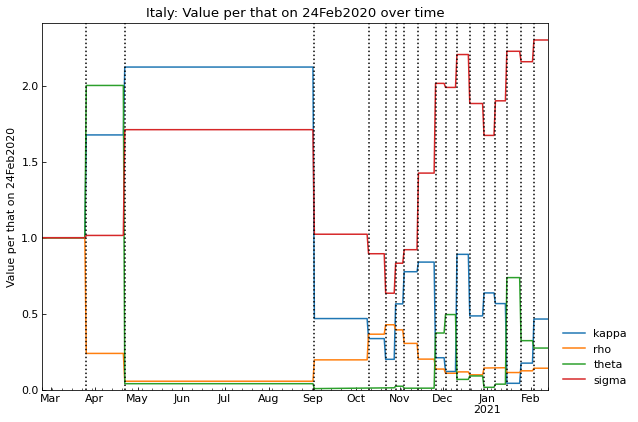 Italy: Value per that on 24Feb2020 over time
Value per that on 24Feb2020
2.0
1.5
1.0
0.5
0.0
Mar Apr May Jun Jul Aug Sep Oct Nov Dec Jan Feb
2021
kappa
rho
theta
sigma